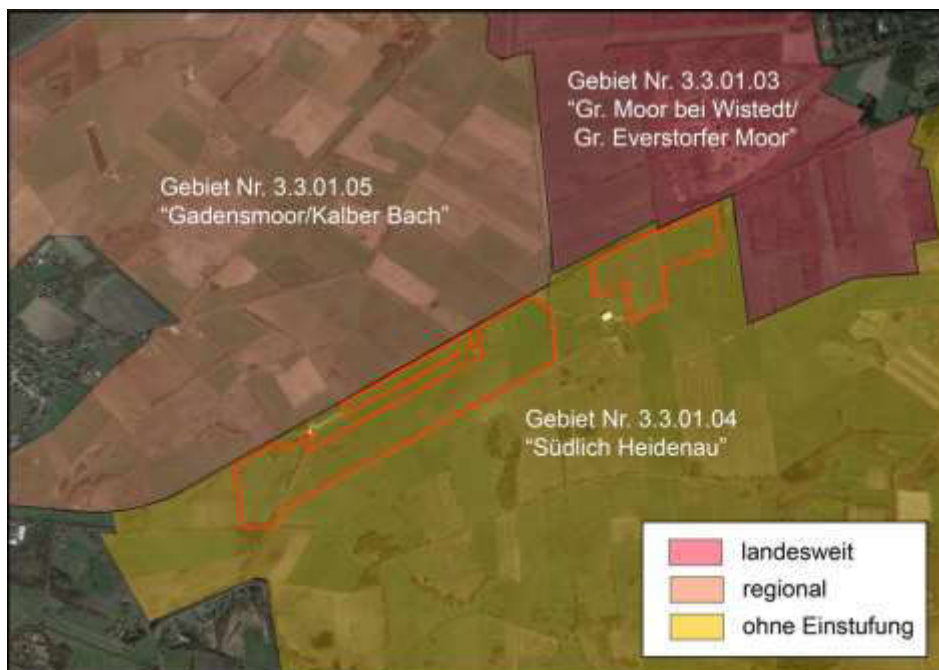 Gebiet Nr. 3.3.01.03
“Gr. Moor bei Wistedt/
Gr. Everstorfer Moor”
Gebiet Nr. 3.3.01.05
“Gadensmoor/Kalber Bach”
Gebiet Nr. 3.3.01.04
“Südlich Heidenau”
landesweit
regional
ohne Einstufung